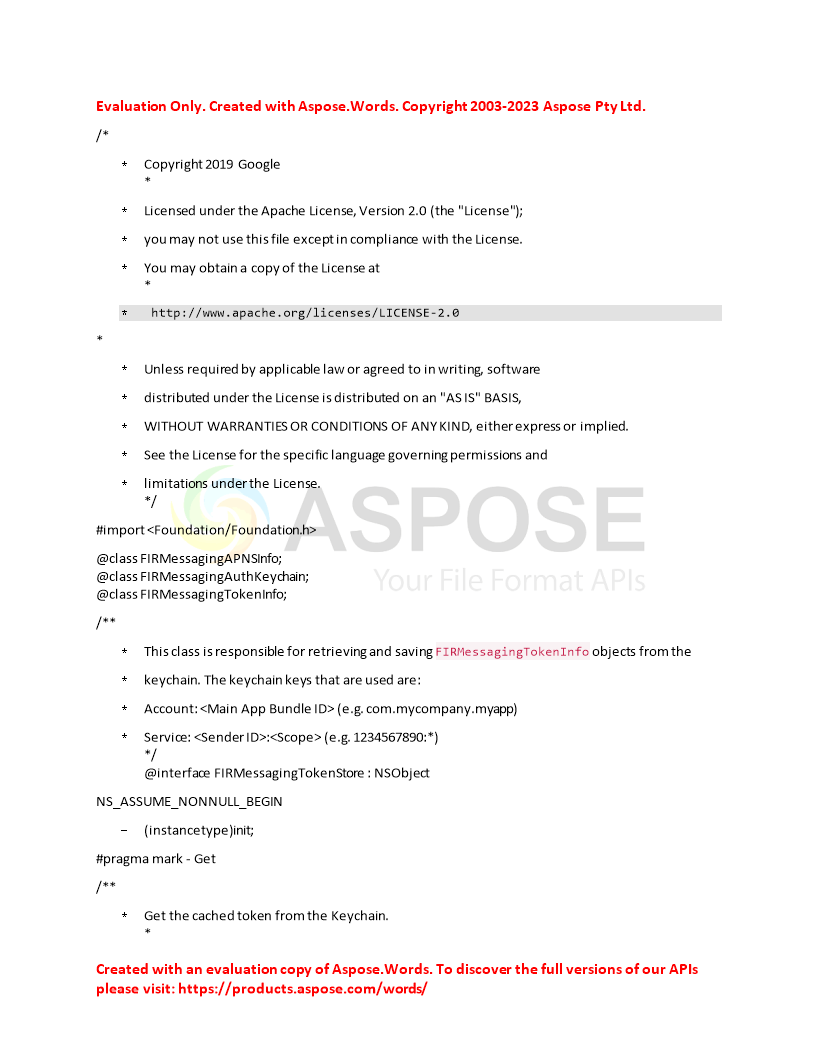 Evaluation Only. Created with Aspose.Words. Copyright 2003-2023 Aspose Pty Ltd.
/*
* Copyright 2019 Google
*
* Licensed under the Apache License, Version 2.0 (the "License");
* you may not use this file except in compliance with the License.
* You may obtain a copy of the License at
*
* http://www.apache.org/licenses/LICENSE-2.0
*
* Unless required by applicable law or agreed to in writing, software
* distributed under the License is distributed on an "AS IS" BASIS,
* WITHOUT WARRANTIES OR CONDITIONS OF ANY KIND, either express or implied.
* See the License for the specific language governing permissions and
* limitations under the License.
*/
ASPOSE
#import <Foundation/Foundation.h>
@class FIRMessagingAPNSInfo;
@class FIRMessagingAuthKeychain;
Your File Format APIs
@class FIRMessagingTokenInfo;
/**
* This class is responsible for retrieving and saving FIRMessagingTokenInfo objects from the
* keychain. The keychain keys that are used are:
* Account: <Main App Bundle ID> (e.g. com.mycompany.myapp)
* Service: <Sender ID>:<Scope> (e.g. 1234567890:*)
*/
@interface FIRMessagingTokenStore : NSObject
NS_ASSUME_NONNULL_BEGIN
– (instancetype)init;
#pragma mark - Get
/**
* Get the cached token from the Keychain.
*
Created with an evaluation copy of Aspose.Words. To discover the full versions of our APIs
please visit: https://products.aspose.com/words/